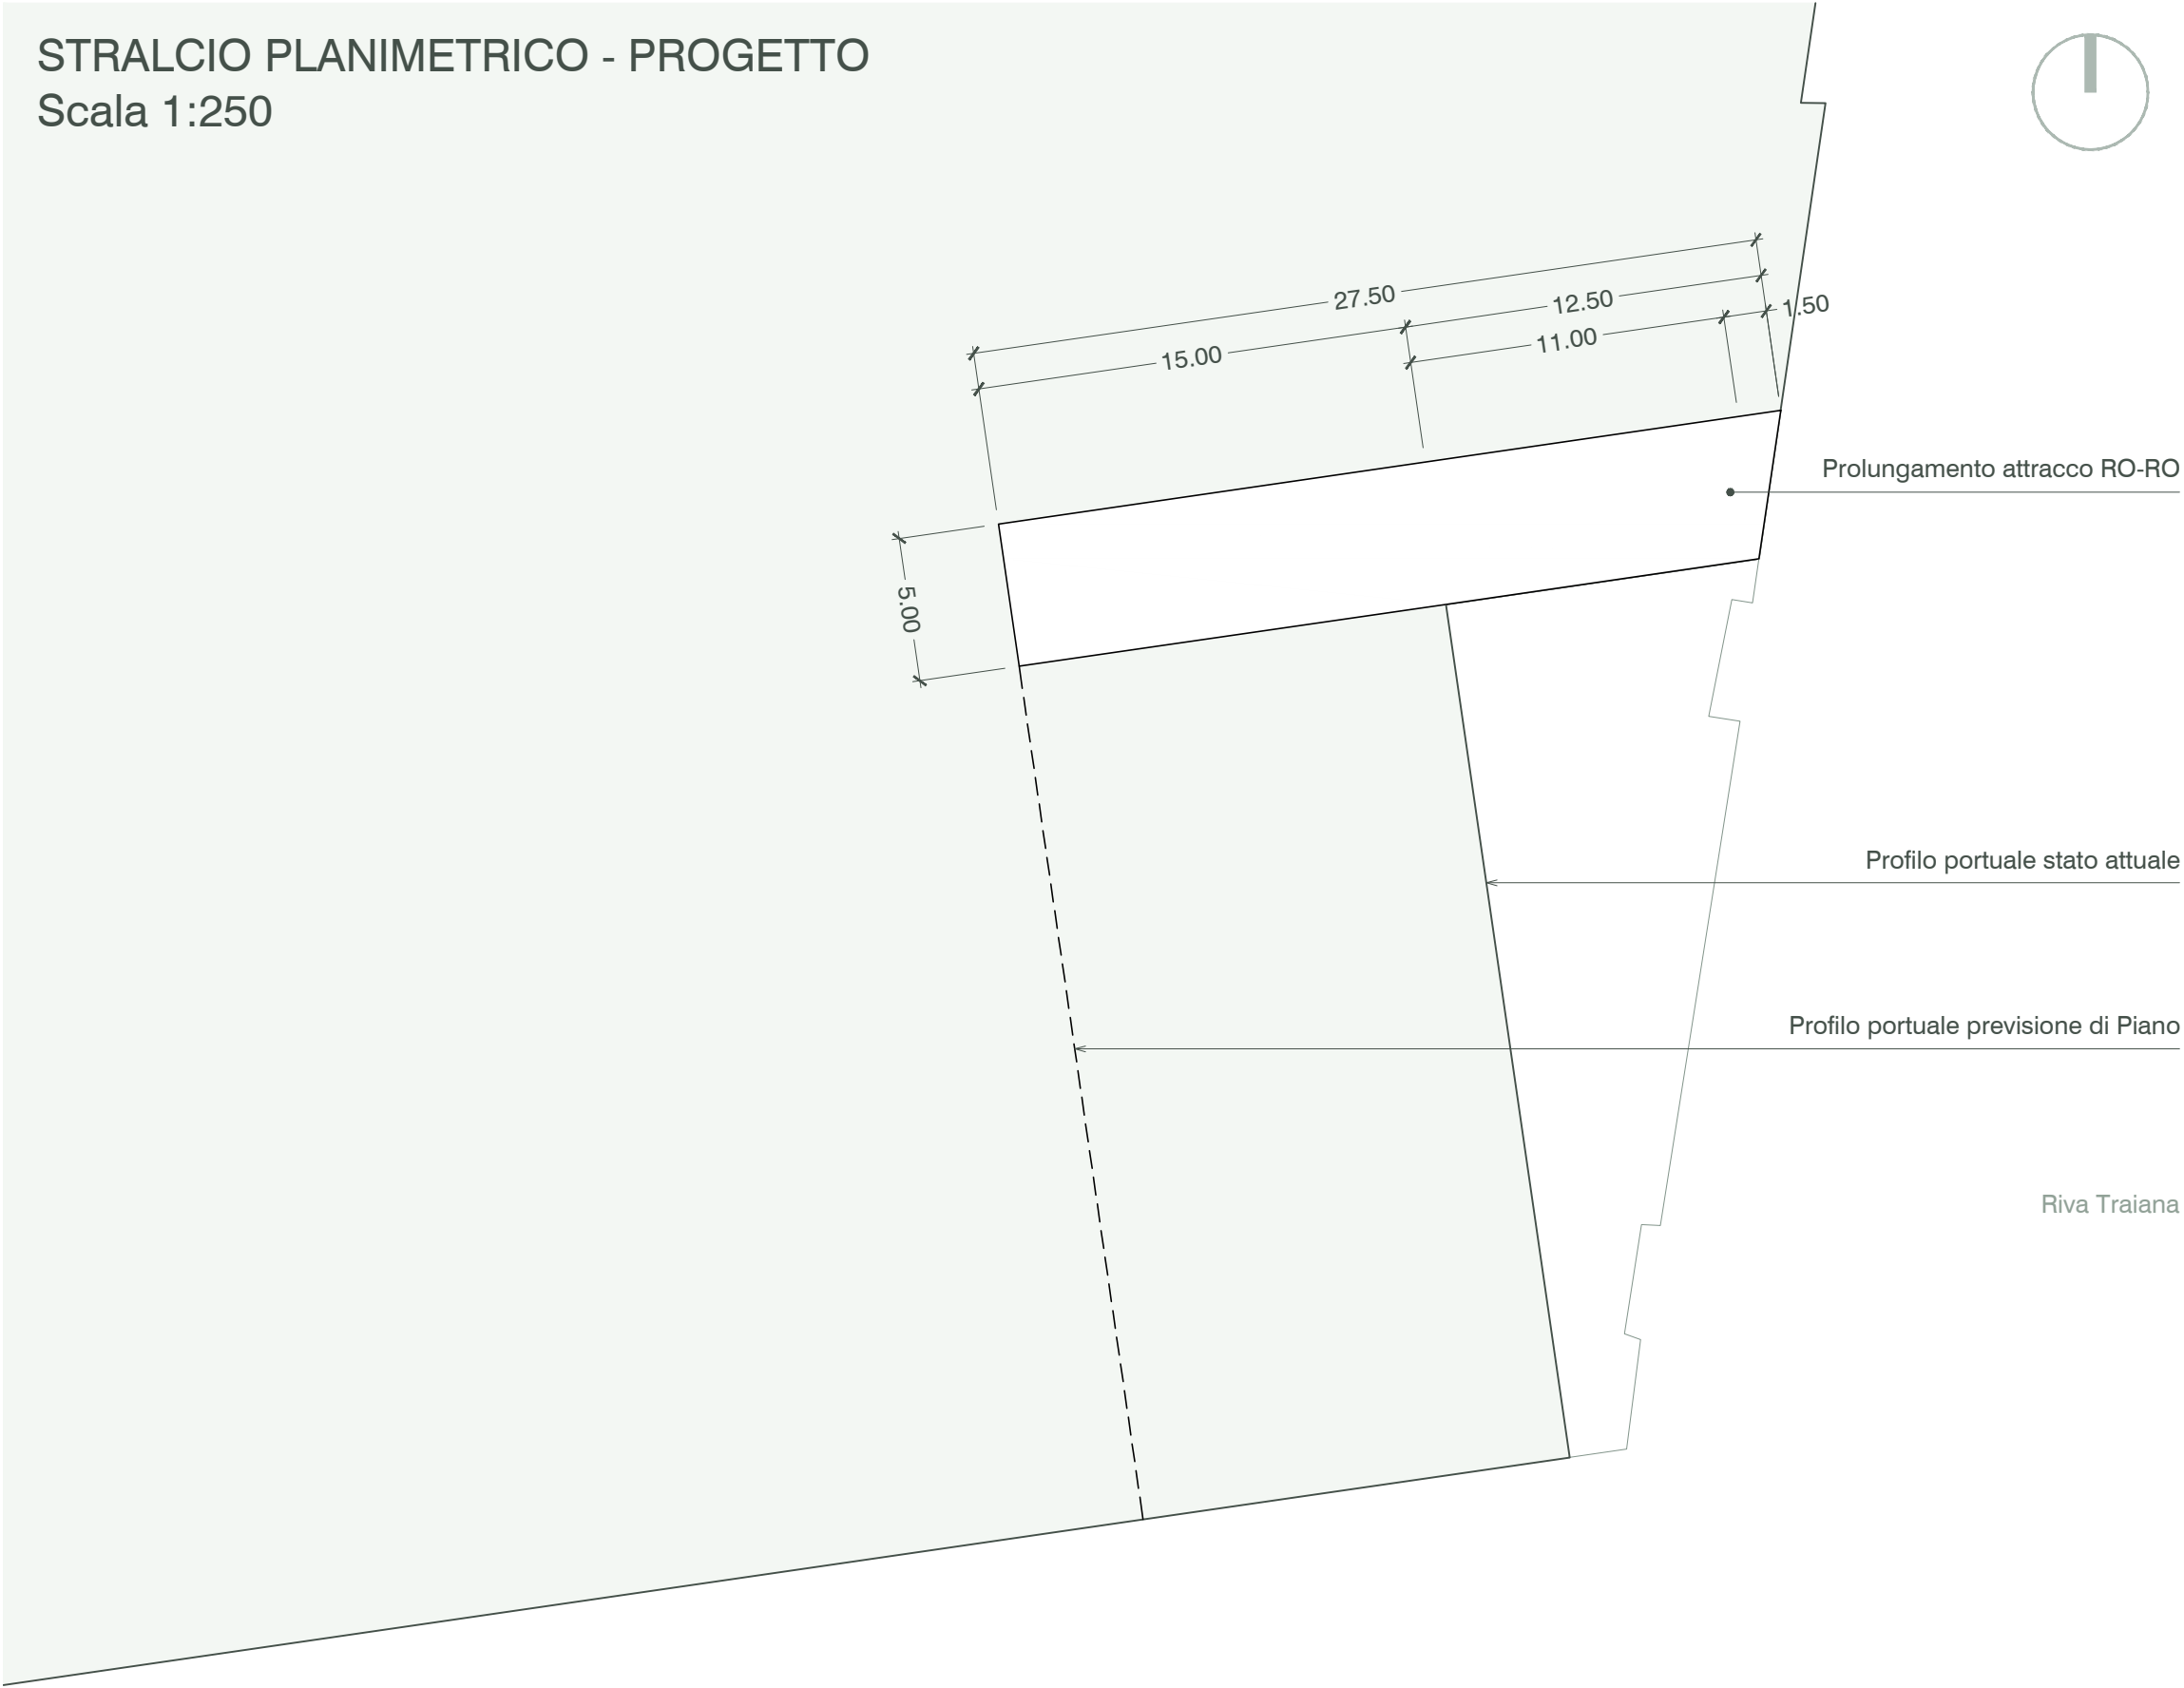 STRALCIO PLANIMETRICO - PROGETTO
Scala 1:250
27.50
12.50
1.50
15.00
11.00
Prolungamento attracco RO-RO
5.00
Profilo portuale stato attuale
Profilo portuale previsione di Piano
Riva Traiana